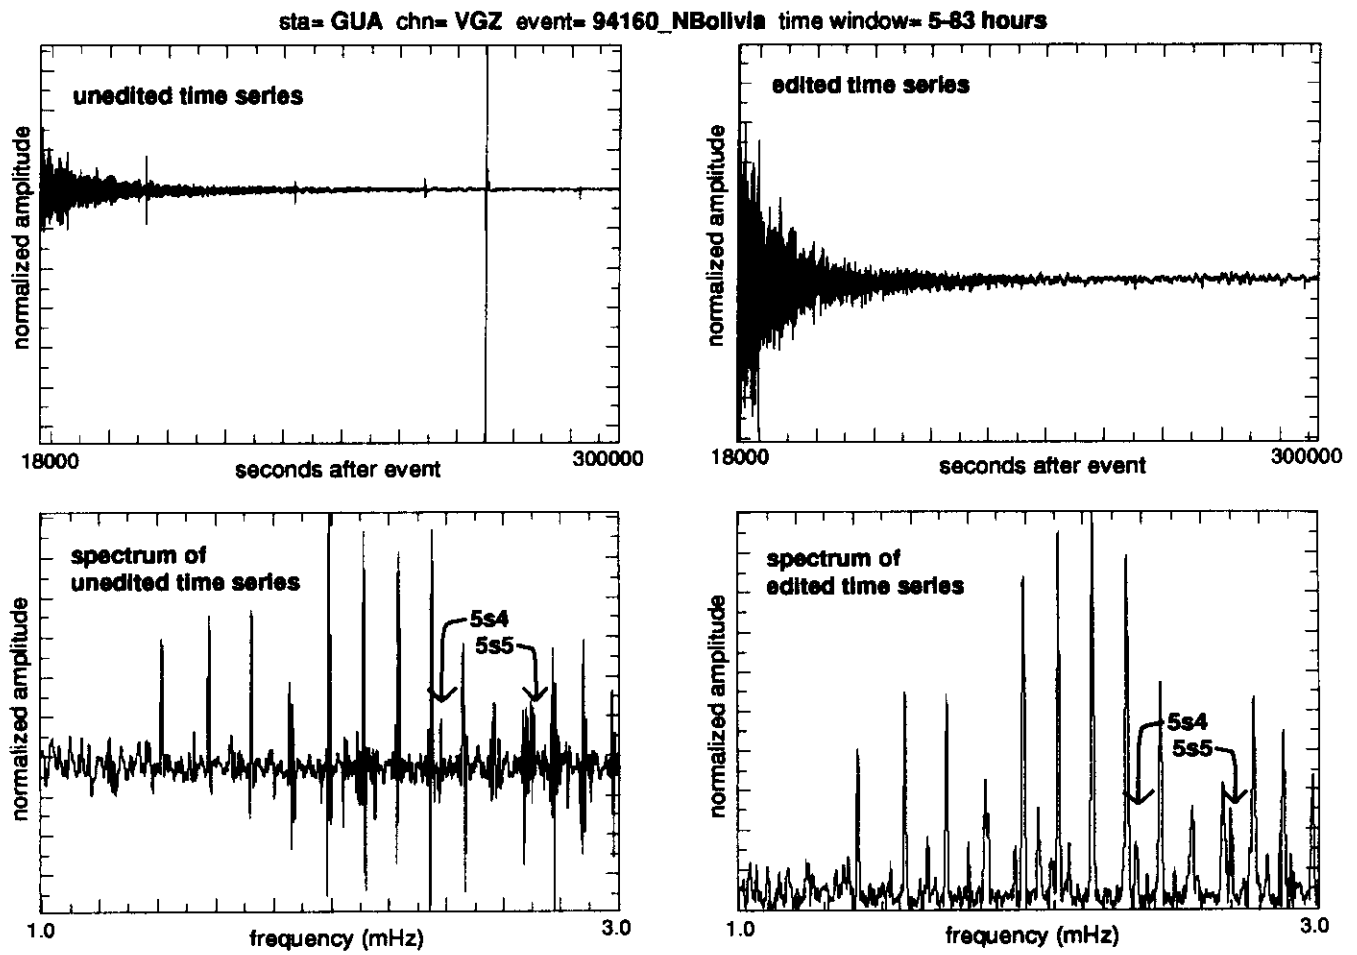 sta= GUA chn= VGZ event= 94160_NBolivia time window= 5-83 hours
unedited time series
normalized amplitude
18000
seconds after event
300000
edited time series
normalized amplitude
18000
seconds after event
300000
spectrum of
unedited time series
5s4
5s5
normalized amplitude
1.0
frequency (mHz)
3.0
spectrum of
edited time series
5s4
5s5
normalized amplitude
1.0
frequency (mHz)
3.0